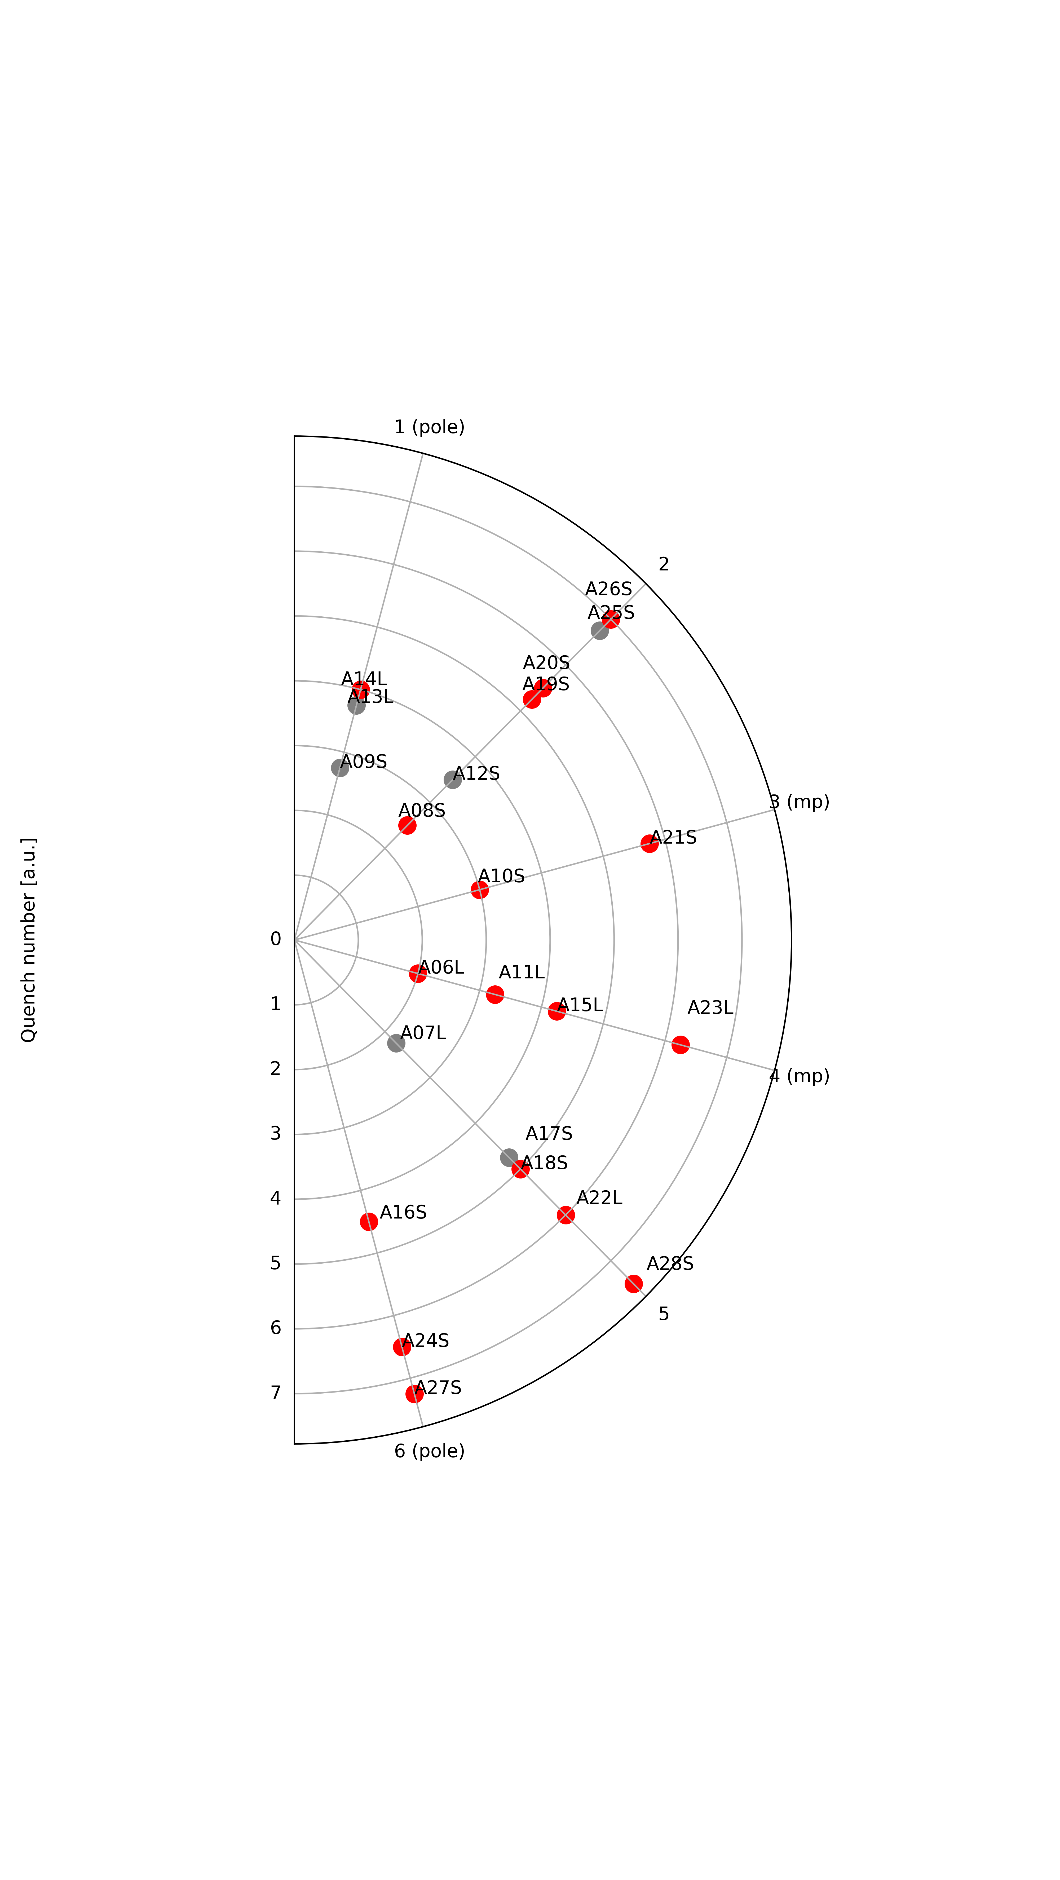 1 (pole)
2
A26S
A25S
A20S
A14L
A19S
A13L
A09S
A12S
3 (mp)
A08S
A21S
A10S
Quench number [a.u.]
0
A06L
A11L
1
A15L
A23L
A07L
2
4 (mp)
3
A17S
A18S
4
A22L
A16S
5
A28S
5
6
A24S
7
A27S
6 (pole)